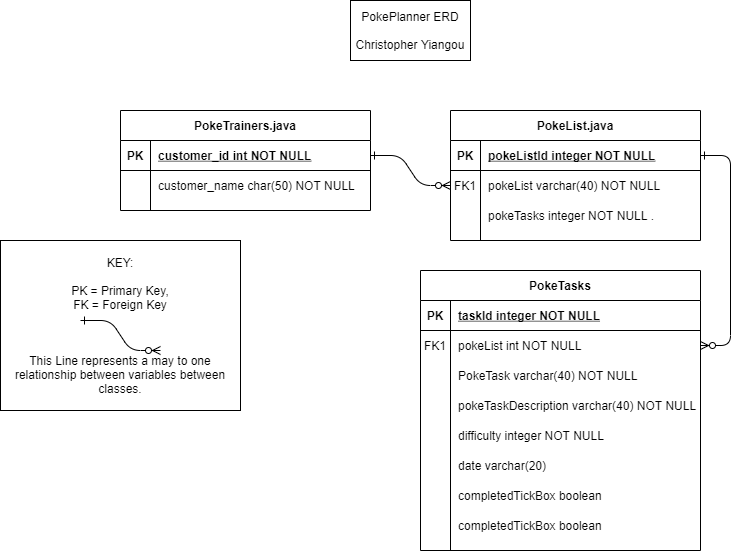 PokePlanner ERD
Christopher Yiangou
PokeTrainers.java
PK customer_id int NOT NULL
customer_name char(50) NOT NULL
PokeList.java
PK pokeListId integer NOT NULL
FK1 pokeList varchar(40) NOT NULL
pokeTasks integer NOT NULL .
KEY:
PK = Primary Key,
FK = Foreign Key
This Line represents a may to one
relationship between variables between
classes.
PokeTasks
PK taskId integer NOT NULL
FK1 pokeList int NOT NULL
PokeTask varchar(40) NOT NULL
pokeTaskDescription varchar(40) NOT NULL
difficulty integer NOT NULL
date varchar(20)
completedTickBox boolean
completedTickBox boolean